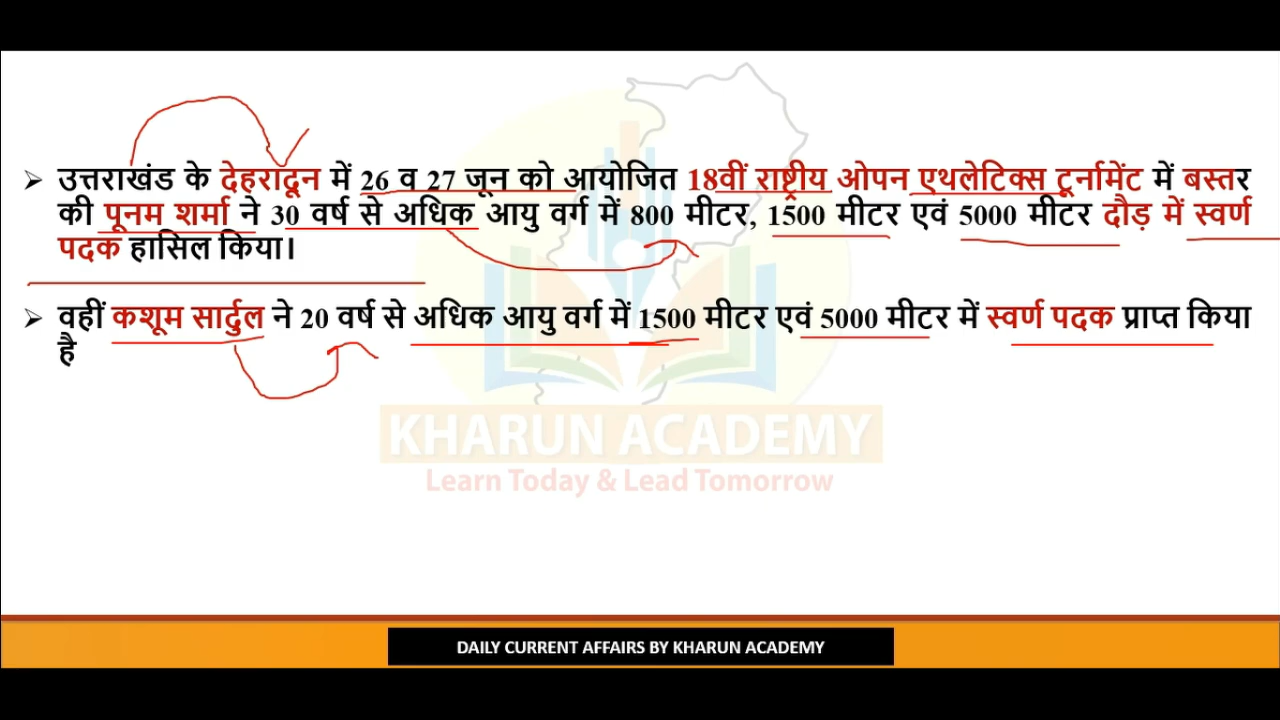 ➢ उत्तराखंड के देहरादून में 26 व 27 जून को आयोजित 18वीं राष्ट्रीय ओपन एथलेटिक्स टूर्नामेंट में बस्तर
की पूनम शर्मा ने 30 वर्ष से अधिक आयु वर्ग में 800 मीटर, 1500 मीटर एवं 5000 मीटर दौड़ में स्वर्ण
पदक हासिल किया।
➢ वहीं कशूम सार्दुल ने 20 वर्ष से अधिक आयु वर्ग में 1500 मीटर एवं 5000 मीटर में स्वर्ण पदक प्राप्त किया
है
KHARUN ACADEMY
Learn Today & Lead Tomorrow
DAILY CURRENT AFFAIRS BY KHARUN ACADEMY